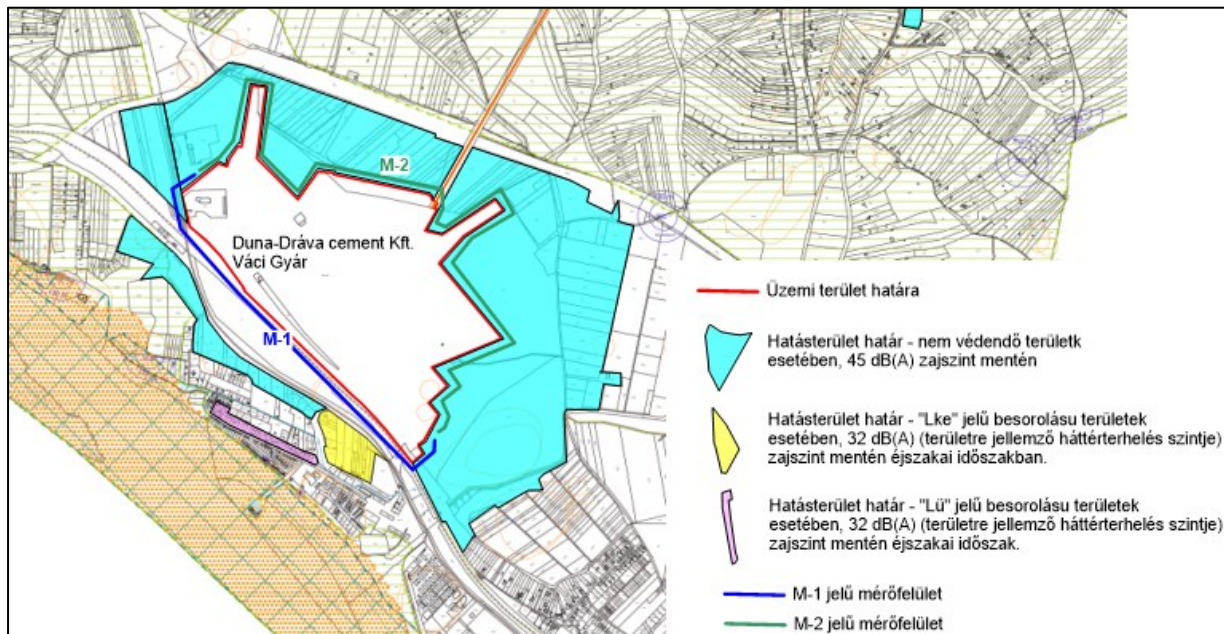 M-2
Duna-Dráva cement Kft.
Váci Gyár
M-1
Üzemi terület határa
Hatásterület határ - nem védendő területk
esetében, 45 dB(A) zajszint mentén
Hatásterület határ - "Lke" jelű besorolásu területek
esetében, 32 dB(A) (területre jellemző háttérterhelés szintje)
zajszint mentén éjszakai időszakban.
Hatásterület határ - "Lü" jelű besorolásu területek
esetében, 32 dB(A) (területre jellemző háttérterhelés szintje)
zajszint mentén éjszakai időszak.
M-1 jelű mérőfelület
M-2 jelű mérőfelület